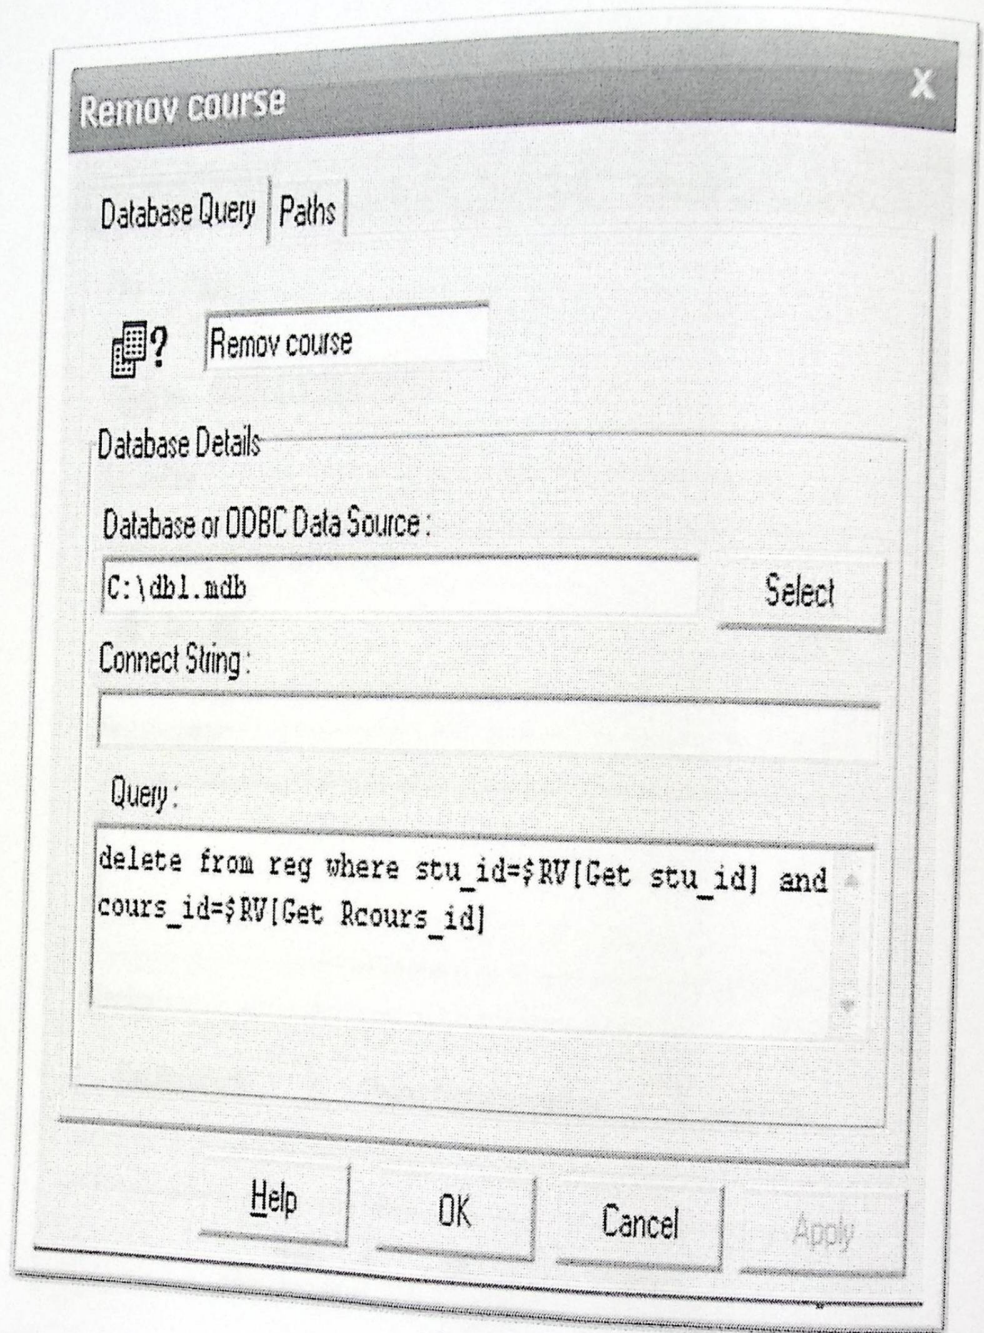 Remov course
X
Database Query Paths
?
Remov course
Database Details
Database or ODBC Data Source :
C:\db1.mdb
Select
Connect String :
Query :
delete from reg where stu_id=$RV[Get stu_id] and
cours_id=$RV[Get Rcours_id]
Help OK Cancel Apply